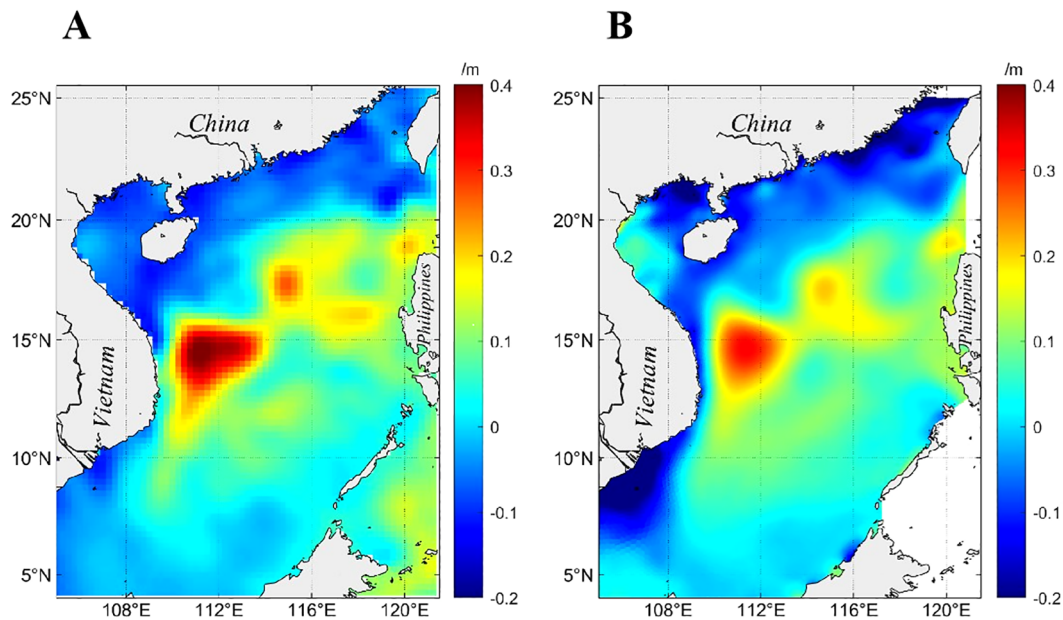 A
B
/m
/m
25°N
20°N
15°N
10°N
5°N
108°E
112°E
116°E
120°E
China
Vietnam
Philippines
0.4
0.3
0.2
0.1
0
-0.1
-0.2
25°N
20°N
15°N
10°N
5°N
108°E
112°E
116°E
120°E
China
Vietnam
Philippines
0.4
0.3
0.2
0.1
0
-0.1
-0.2